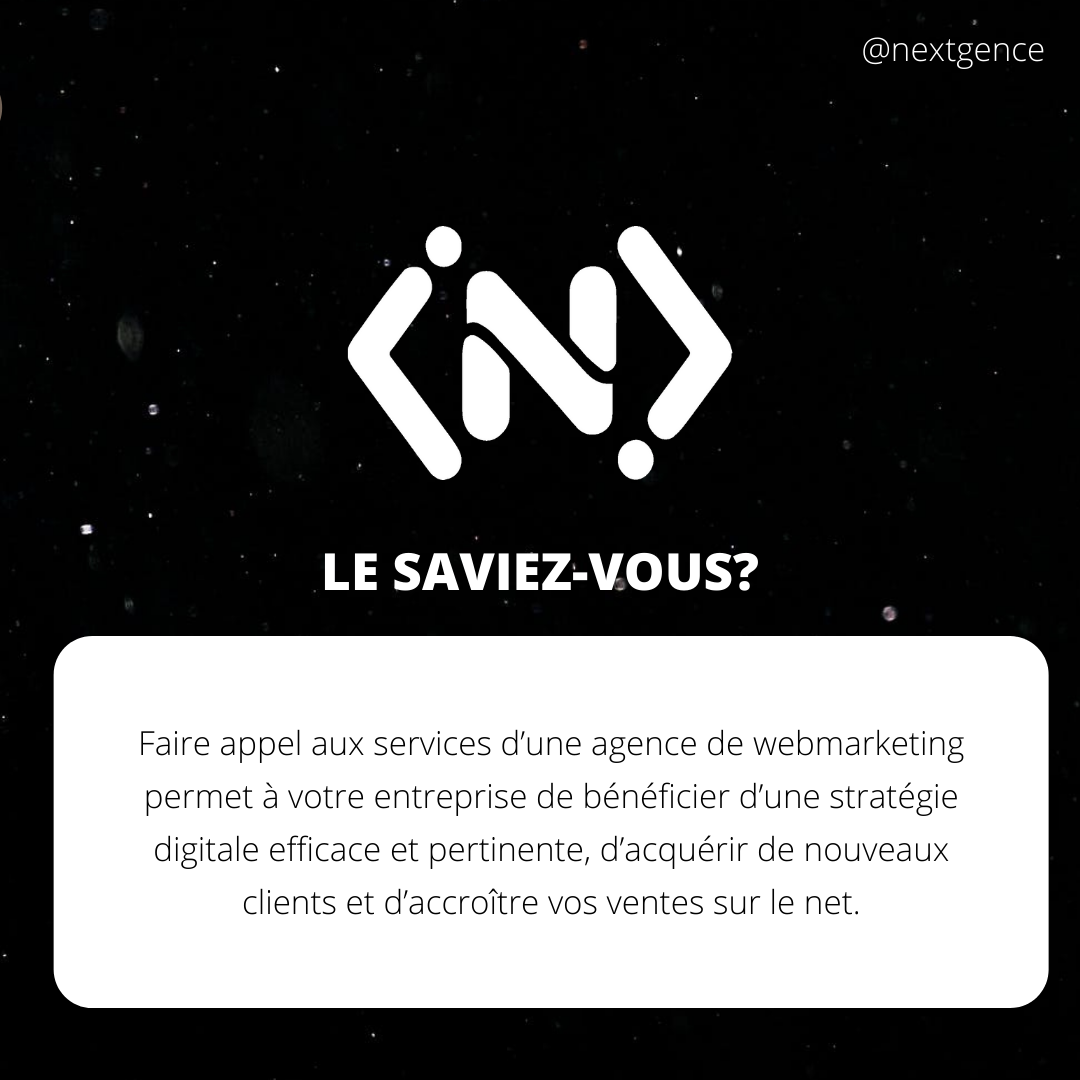 @nextgence
LE SAVIEZ-VOUS?
Faire appel aux services d’une agence de webmarketing
permet à votre entreprise de bénéficier d’une stratégie
digitale efficace et pertinente, d’acquérir de nouveaux
clients et d’accroître vos ventes sur le net.